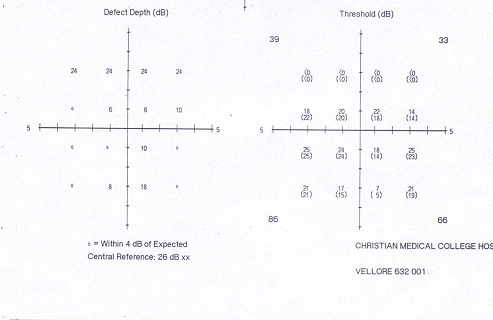 Defect Depth (dB)
Threshold (dB)
39
33
24 24 24 24
<0 <0 <0 <0
(<0) (<0) (<0) (<0)
∘ 6 6 10
18 20 22 14
(22) (20) (18) (14)
5 5
5 5
∘ ∘ 10 ∘
25 24 18 25
(25) (24) (14) (23)
∘ 8 18 ∘
21 17 7 21
(21) (15) ( 5) (19)
86
66
∘ = Within 4 dB of Expected
Central Reference: 26 dB xx
CHRISTIAN MEDICAL COLLEGE HOS
VELLORE 632 001